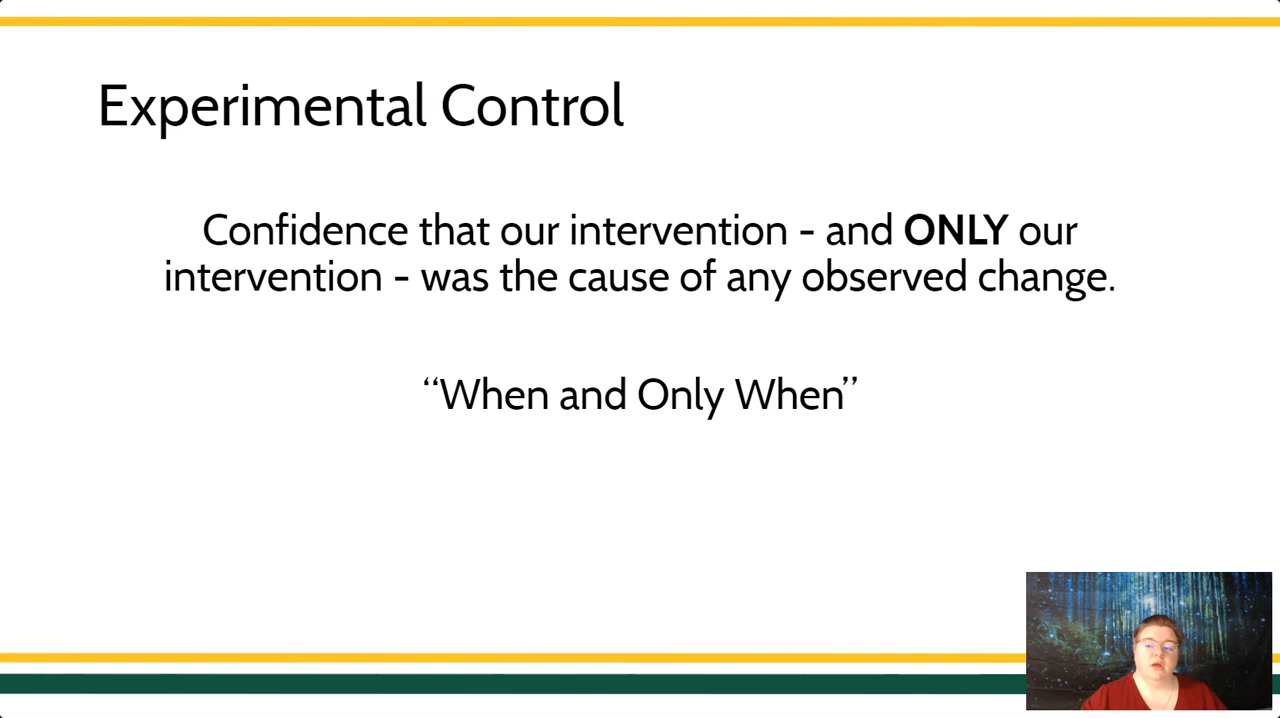 Experimental Control
Confidence that our intervention - and ONLY our
intervention - was the cause of any observed change.
“When and Only When”